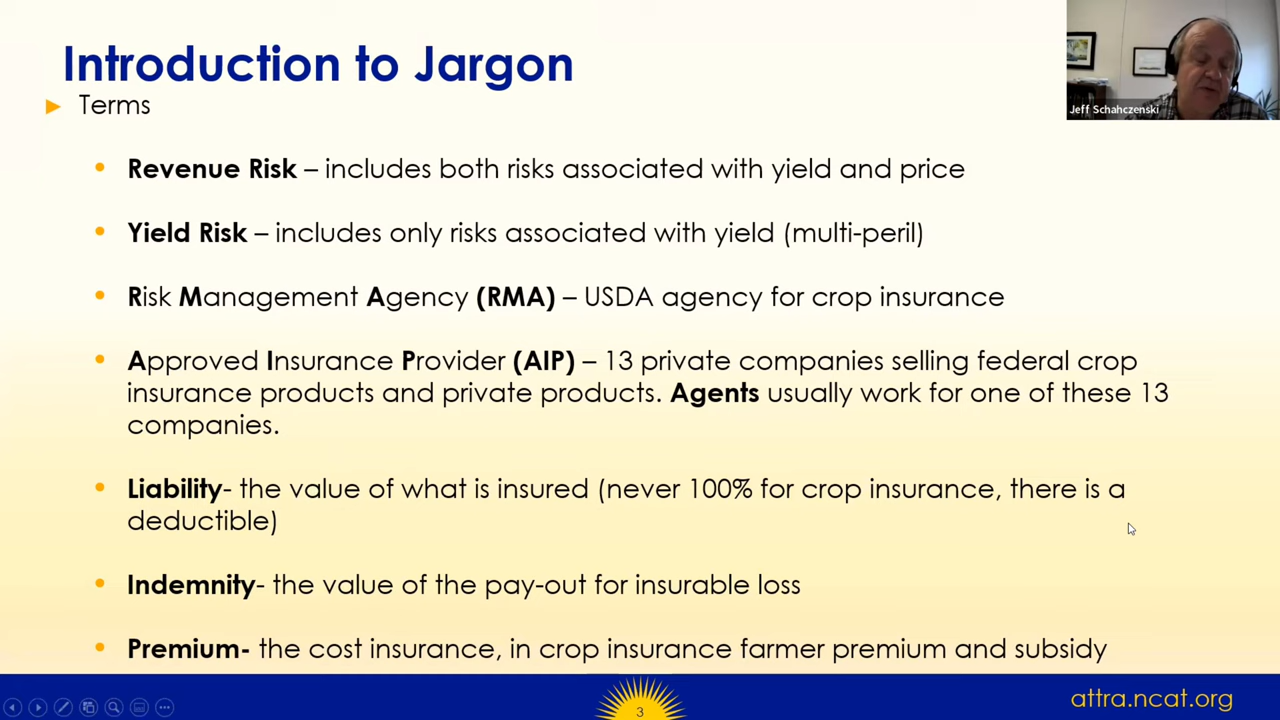 Introduction to Jargon
Terms
Revenue Risk – includes both risks associated with yield and price
Yield Risk – includes only risks associated with yield (multi-peril)
Risk Management Agency (RMA) – USDA agency for crop insurance
Approved Insurance Provider (AIP) – 13 private companies selling federal crop
insurance products and private products. Agents usually work for one of these 13
companies.
Liability- the value of what is insured (never 100% for crop insurance, there is a
deductible)
Indemnity- the value of the pay-out for insurable loss
Premium- the cost insurance, in crop insurance farmer premium and subsidy
Jeff Schahczenski
3
attra.ncat.org